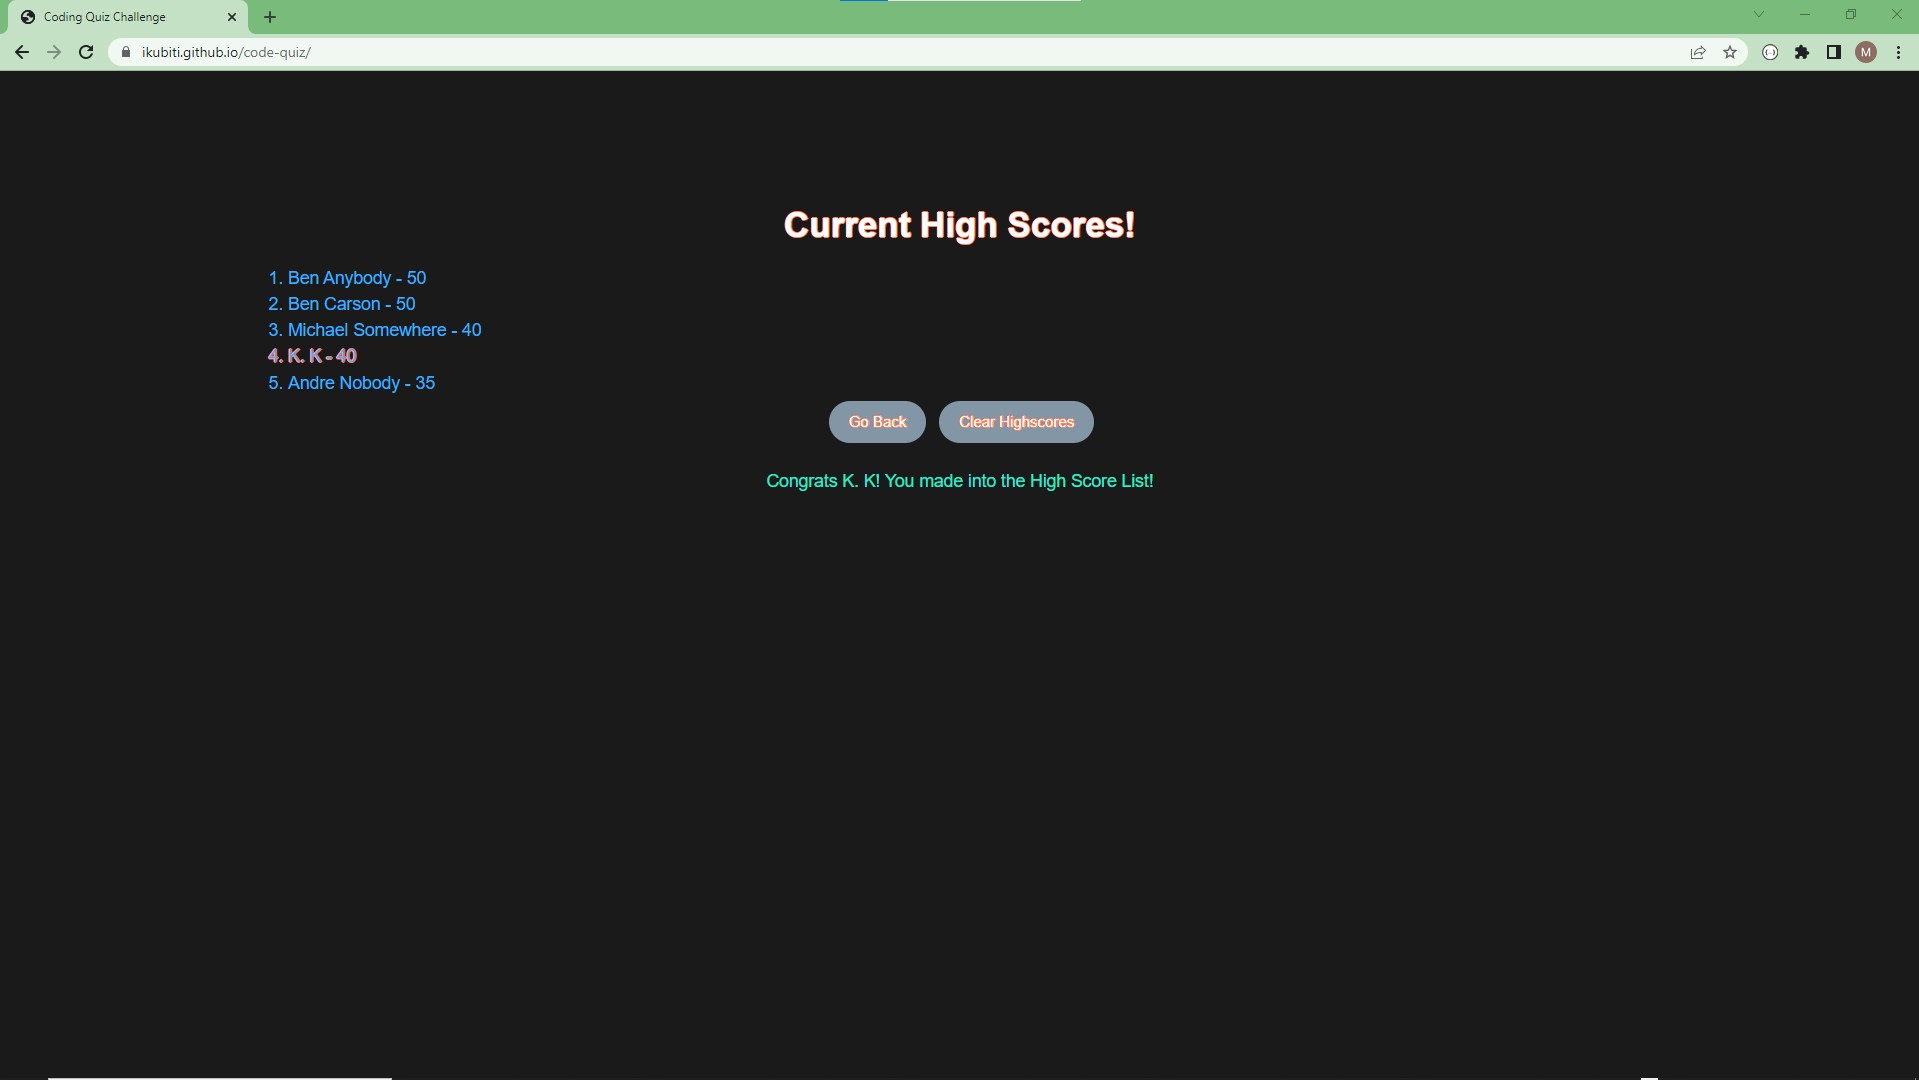 Coding Quiz Challenge
ikubiti.github.io/code-quiz/
M
Current High Scores!
1. Ben Anybody - 50
2. Ben Carson - 50
3. Michael Somewhere - 40
4. K. K - 40
5. Andre Nobody - 35
Go Back Clear Highscores
Congrats K. K! You made into the High Score List!